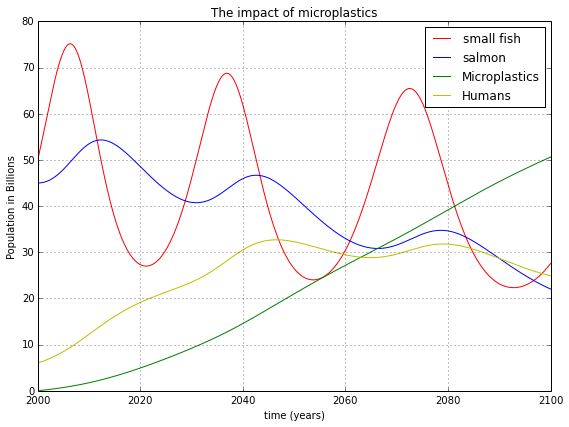 The impact of microplastics
small fish
salmon
Microplastics
Humans
Population in Billions
80
70
60
50
40
30
20
10
0
2000 2020 2040 2060 2080 2100
time (years)